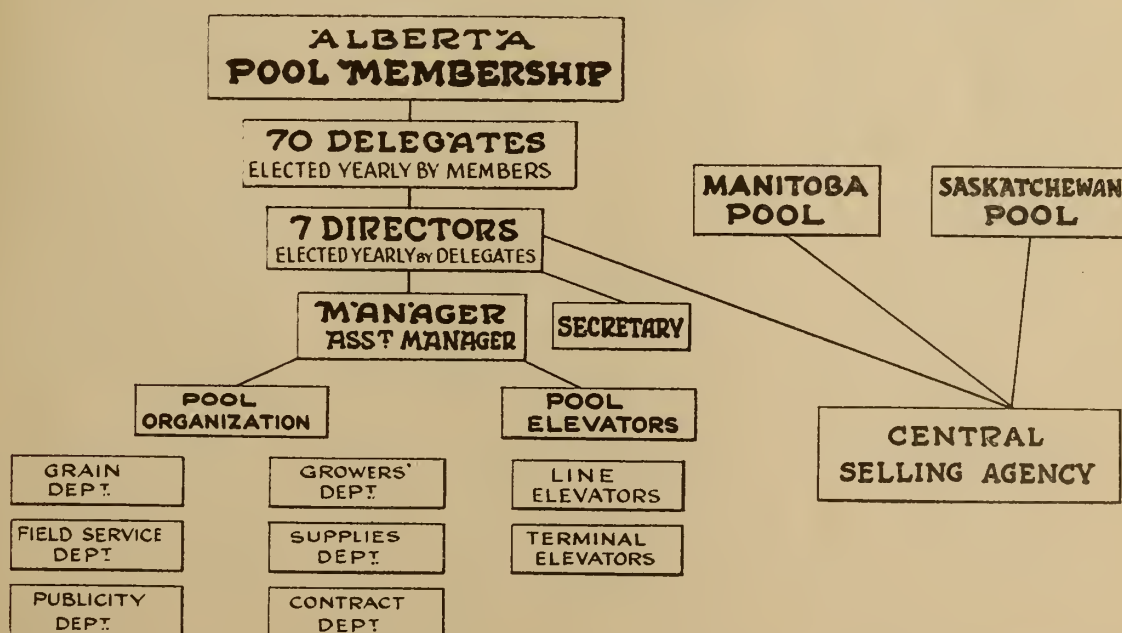 ALBERTA
POOL MEMBERSHIP
70 DELEGATES
ELECTED YEARLY BY MEMBERS
7 DIRECTORS
ELECTED YEARLY BY DELEGATES
MANAGER
ASS'T MANAGER
SECRETARY
MANITOBA
POOL
SASKATCHEWAN
POOL
POOL
ORGANIZATION
POOL
ELEVATORS
CENTRAL
SELLING AGENCY
GRAIN
DEPT.
GROWERS'
DEPT.
LINE
ELEVATORS
FIELD SERVICE
DEPT.
SUPPLIES
DEPT.
TERMINAL
ELEVATORS
PUBLICITY
DEPT.
CONTRACT
DEPT.